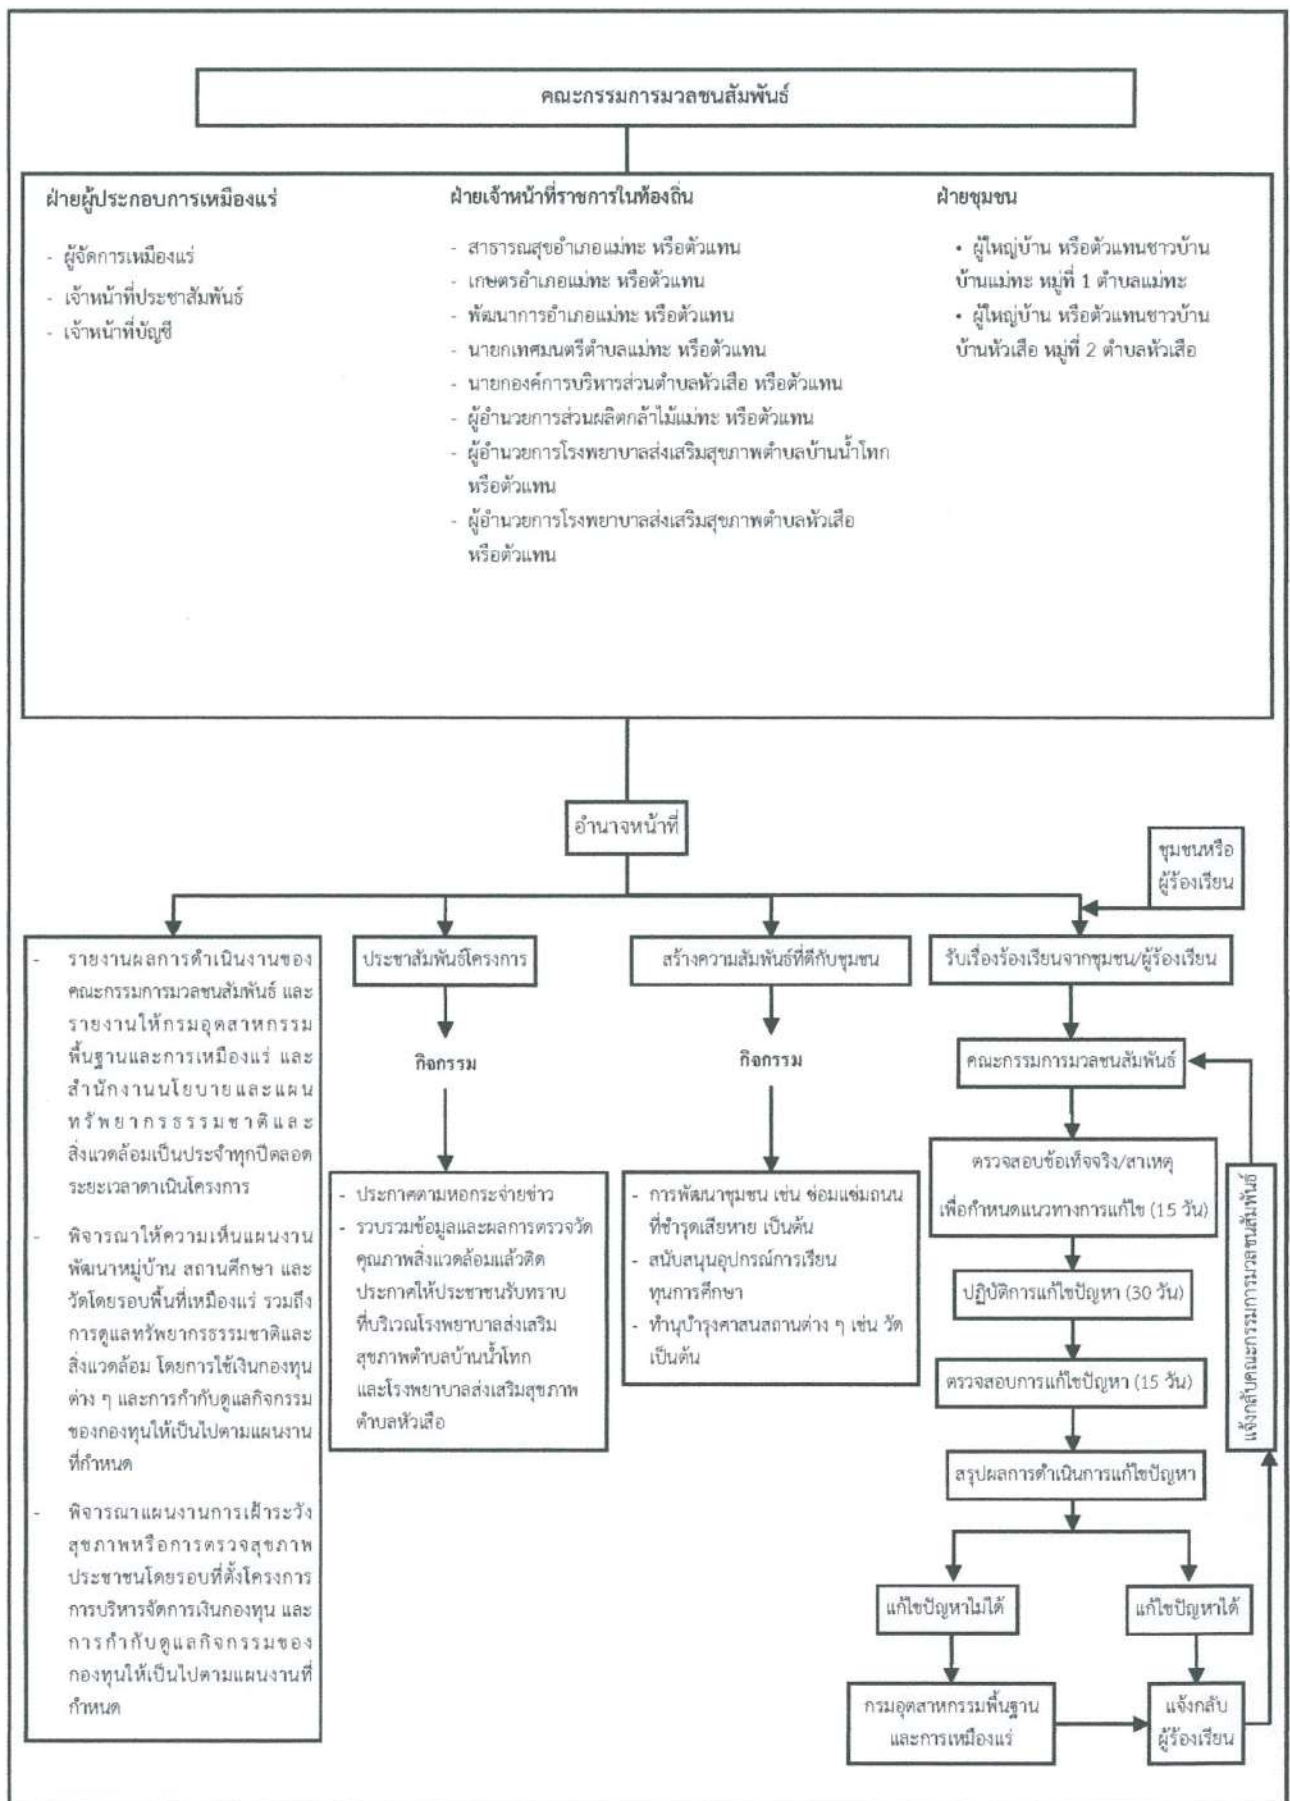 คณะกรรมการมวลชนสัมพันธ์
ฝ่ายผู้ประกอบการเหมืองแร่
- ผู้จัดการเหมืองแร่
- เจ้าหน้าที่ประชาสัมพันธ์
- เจ้าหน้าที่บัญชี
ฝ่ายเจ้าหน้าที่ราชการในท้องถิ่น
- สาธารณสุขอำเภอแม่ทะ หรือตัวแทน
- เกษตรอำเภอแม่ทะ หรือตัวแทน
- พัฒนาการอำเภอแม่ทะ หรือตัวแทน
- นายกเทศมนตรีตำบลแม่ทะ หรือตัวแทน
- นายกองค์การบริหารส่วนตำบลหัวเสือ หรือตัวแทน
- ผู้อำนวยการส่วนผลิตกล้าไม้แม่ทะ หรือตัวแทน
- ผู้อำนวยการโรงพยาบาลส่งเสริมสุขภาพตำบลบ้านน้ำโทก
หรือตัวแทน
- ผู้อำนวยการโรงพยาบาลส่งเสริมสุขภาพตำบลหัวเสือ
หรือตัวแทน
ฝ่ายชุมชน
• ผู้ใหญ่บ้าน หรือตัวแทนชาวบ้าน
บ้านแม่ทะ หมู่ที่ 1 ตำบลแม่ทะ
• ผู้ใหญ่บ้าน หรือตัวแทนชาวบ้าน
บ้านหัวเสือ หมู่ที่ 2 ตำบลหัวเสือ
อำนาจหน้าที่
ชุมชนหรือ
ผู้ร้องเรียน
- รายงานผลการดำเนินงานของ
คณะกรรมการมวลชนสัมพันธ์ และ
รายงานให้กรมอุตสาหกรรม
พื้นฐานและการเหมืองแร่ และ
สำนักงานนโยบายและแผน
ทรัพยากรธรรมชาติและ
สิ่งแวดล้อมเป็นประจำทุกปีตลอด
ระยะเวลาดาเนินโครงการ
- พิจารณาให้ความเห็นแผนงาน
พัฒนาหมู่บ้าน สถานศึกษา และ
วัดโดยรอบพื้นที่เหมืองแร่ รวมถึง
การดูแลทรัพยากรธรรมชาติและ
สิ่งแวดล้อม โดยการใช้เงินกองทุน
ต่าง ๆ และการกำกับดูแลกิจกรรม
ของกองทุนให้เป็นไปตามแผนงาน
ที่กำหนด
- พิจารณาแผนงานการเฝ้าระวัง
สุขภาพหรือการตรวจสุขภาพ
ประชาชนโดยรอบที่ตั้งโครงการ
การบริหารจัดการเงินกองทุน และ
การกำกับดูแลกิจกรรมของ
กองทุนให้เป็นไปตามแผนงานที่
กำหนด
ประชาสัมพันธ์โครงการ
กิจกรรม
- ประกาศตามหอกระจ่ายข่าว
- รวบรวมข้อมูลและผลการตรวจวัด
คุณภาพสิ่งแวดล้อมแล้วติด
ประกาศให้ประชาชนรับทราบ
ที่บริเวณโรงพยาบาลส่งเสริม
สุขภาพตำบลบ้านน้ำโทก
และโรงพยาบาลส่งเสริมสุขภาพ
ตำบลหัวเสือ
สร้างความสัมพันธ์ที่ดีกับชุมชน
กิจกรรม
- การพัฒนาชุมชน เช่น ซ่อมแซ่มถนน
ที่ชำรุดเสียหาย เป็นต้น
- สนับสนุนอุปกรณ์การเรียน
ทุนการศึกษา
- ทำนุบำรุงศาสนสถานต่าง ๆ เช่น วัด
เป็นต้น
รับเรื่องร้องเรียนจากชุมชน/ผู้ร้องเรียน
คณะกรรมการมวลชนสัมพันธ์
ตรวจสอบข้อเท็จจริง/สาเหตุ
เพื่อกำหนดแนวทางการแก้ไข (15 วัน)
ปฏิบัติการแก้ไขปัญหา (30 วัน)
ตรวจสอบการแก้ไขปัญหา (15 วัน)
สรุปผลการดำเนินการแก้ไขปัญหา
แก้ไขปัญหาไม่ได้
แก้ไขปัญหาได้
กรมอุตสาหกรรมพื้นฐาน
และการเหมืองแร่
แจ้งกลับ
ผู้ร้องเรียน
แจ้งกลับคณะกรรมการมวลชนสัมพันธ์